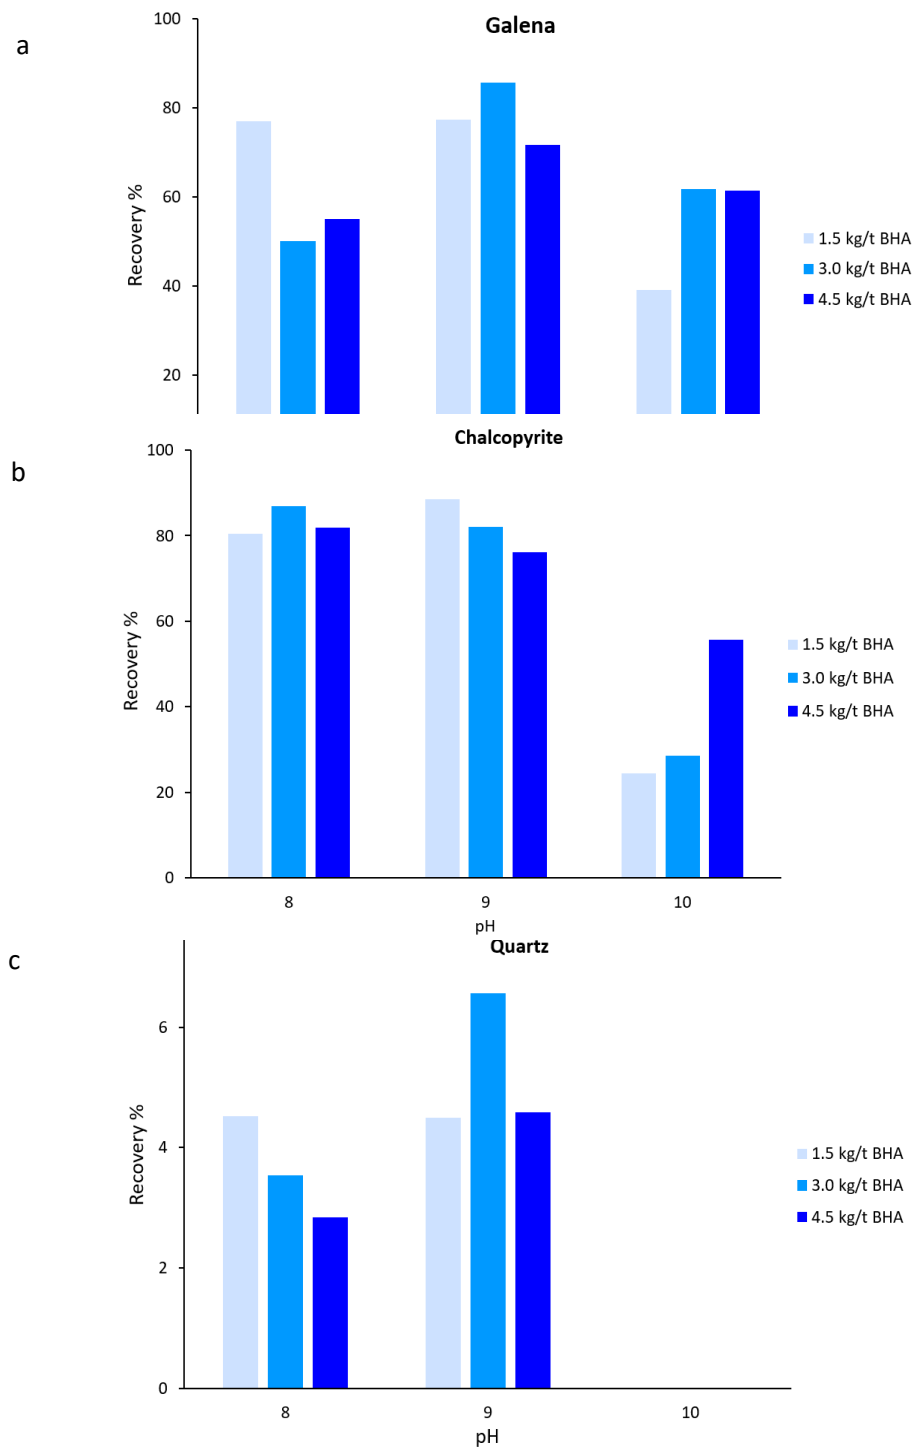 a
Galena
100
80
60
40
20
Recovery %
1.5 kg/t BHA
3.0 kg/t BHA
4.5 kg/t BHA
b
Chalcopyrite
100
80
60
40
20
0
Recovery %
8
9
10
pH
1.5 kg/t BHA
3.0 kg/t BHA
4.5 kg/t BHA
c
Quartz
6
4
2
0
Recovery %
8
9
10
pH
1.5 kg/t BHA
3.0 kg/t BHA
4.5 kg/t BHA